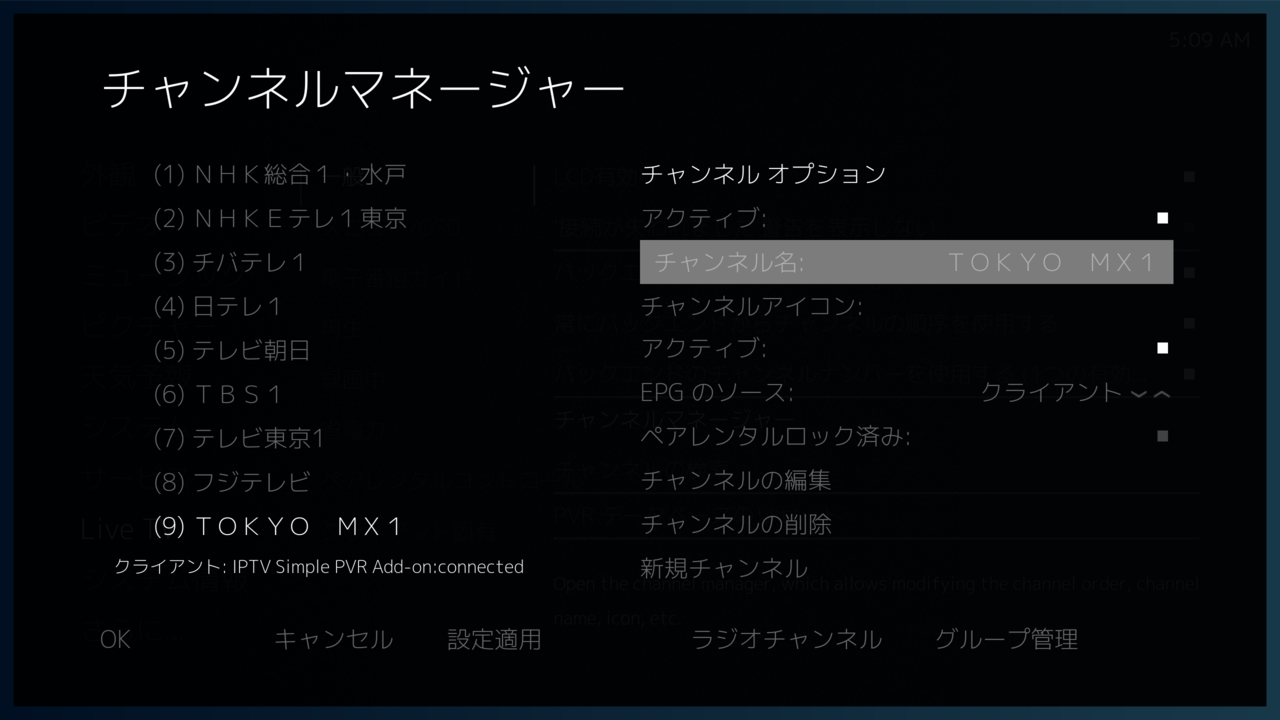 5:09 AM
チャンネルマネージャー
(1) ＮＨＫ総合１・水戸
(2) ＮＨＫＥテレ１東京
(3) チバテレ１
(4) 日テレ１
(5) テレビ朝日
(6) ＴＢＳ１
(7) テレビ東京1
(8) フジテレビ
(9) ＴＯＫＹＯ　ＭＸ１
クライアント: IPTV Simple PVR Add-on:connected
チャンネル オプション
アクティブ:
チャンネル名: ＴＯＫＹＯ　ＭＸ１
チャンネルアイコン:
アクティブ:
EPG のソース: クライアント
ペアレンタルロック済み:
チャンネルの編集
チャンネルの削除
新規チャンネル
Open the channel manager, which allows modifying the channel order, channel
name, icon, etc.
OK キャンセル 設定適用 ラジオチャンネル グループ管理